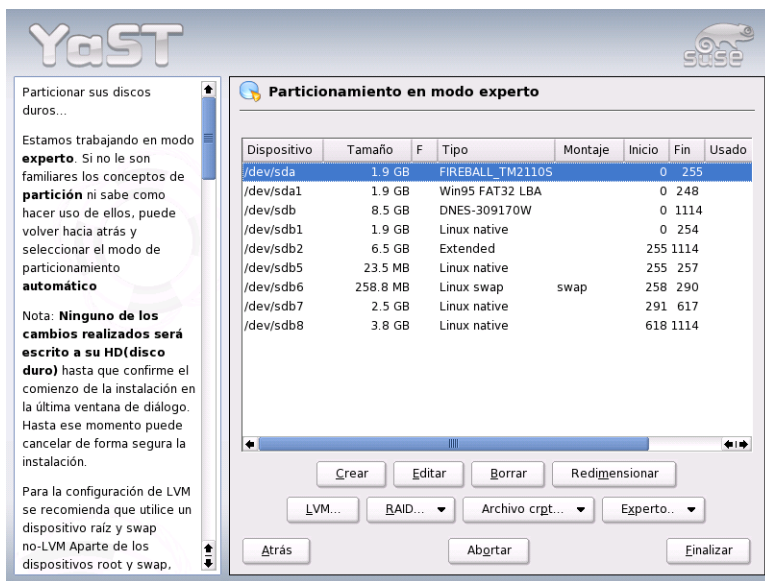 YaST
SUSE
Particionar sus discos
duros...
Estamos trabajando en modo
experto. Si no le son
familiares los conceptos de
partición ni sabe como
hacer uso de ellos, puede
volver hacia atrás y
seleccionar el modo de
particionamiento
automático
Nota: Ninguno de los
cambios realizados será
escrito a su HD(disco
duro) hasta que confirme el
comienzo de la instalación en
la última ventana de diálogo.
Hasta ese momento puede
cancelar de forma segura la
instalación.
Para la configuración de LVM
se recomienda que utilice un
dispositivo raíz y swap
no-LVM Aparte de los
dispositivos root y swap,
Particionamiento en modo experto
Dispositivo Tamaño F Tipo Montaje Inicio Fin Usado
/dev/sda 1.9 GB FIREBALL_TM2110S 0 255
/dev/sda1 1.9 GB Win95 FAT32 LBA 0 248
/dev/sdb 8.5 GB DNES-309170W 0 1114
/dev/sdb1 1.9 GB Linux native 0 254
/dev/sdb2 6.5 GB Extended 255 1114
/dev/sdb5 23.5 MB Linux native 255 257
/dev/sdb6 258.8 MB Linux swap swap 258 290
/dev/sdb7 2.5 GB Linux native 291 617
/dev/sdb8 3.8 GB Linux native 618 1114
Crear Editar Borrar Redimensionar
LVM... RAID... Archivo crpt... Experto..
Atrás Abortar Finalizar